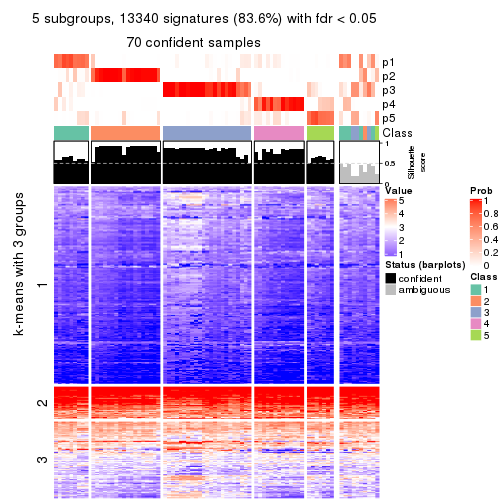 5 subgroups, 13340 signatures (83.6%) with fdr < 0.05
70 confident samples
p1
p2
p3
p4
p5
Class
1
0.5
0
Silhouette
score
k-means with 3 groups
1
2
3
Value
5
4
3
2
1
Status (barplots)
confident
ambiguous
Prob
1
0.8
0.6
0.4
0.2
0
Class
1
2
3
4
5